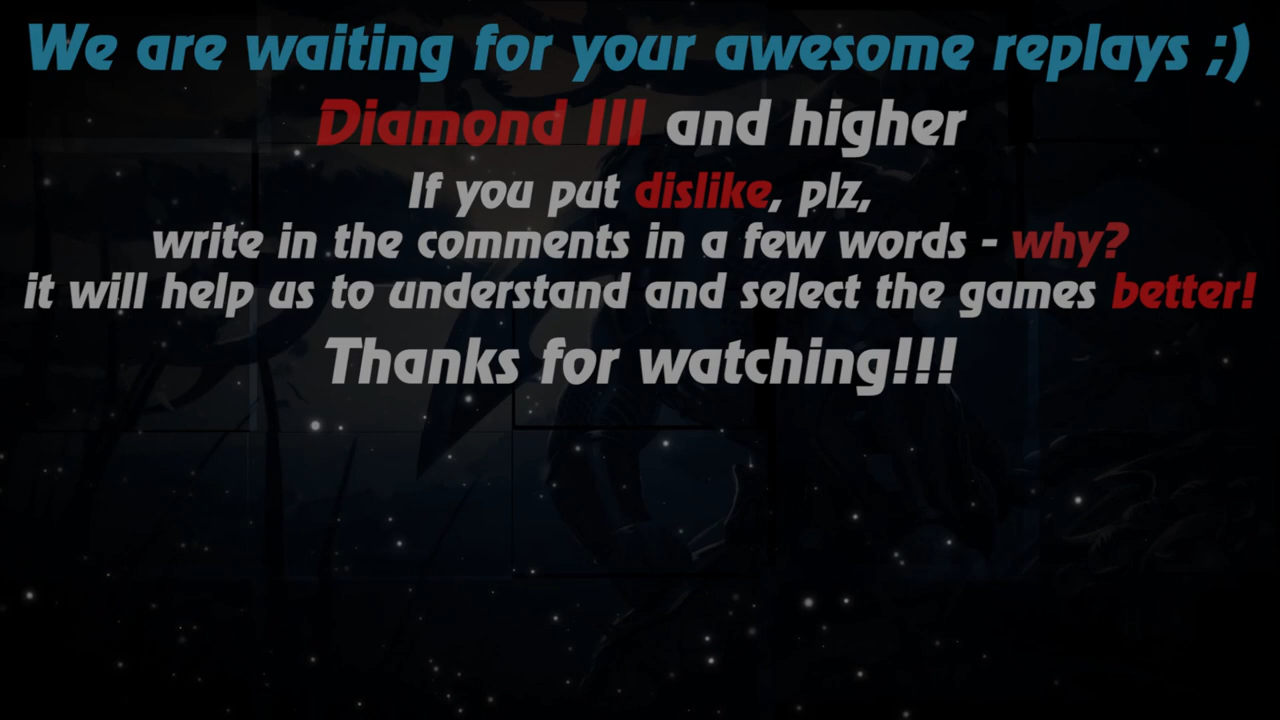 We are waiting for your awesome replays ;)
Diamond III and higher
If you put dislike, plz,
write in the comments in a few words - why?
it will help us to understand and select the games better!
Thanks for watching!!!